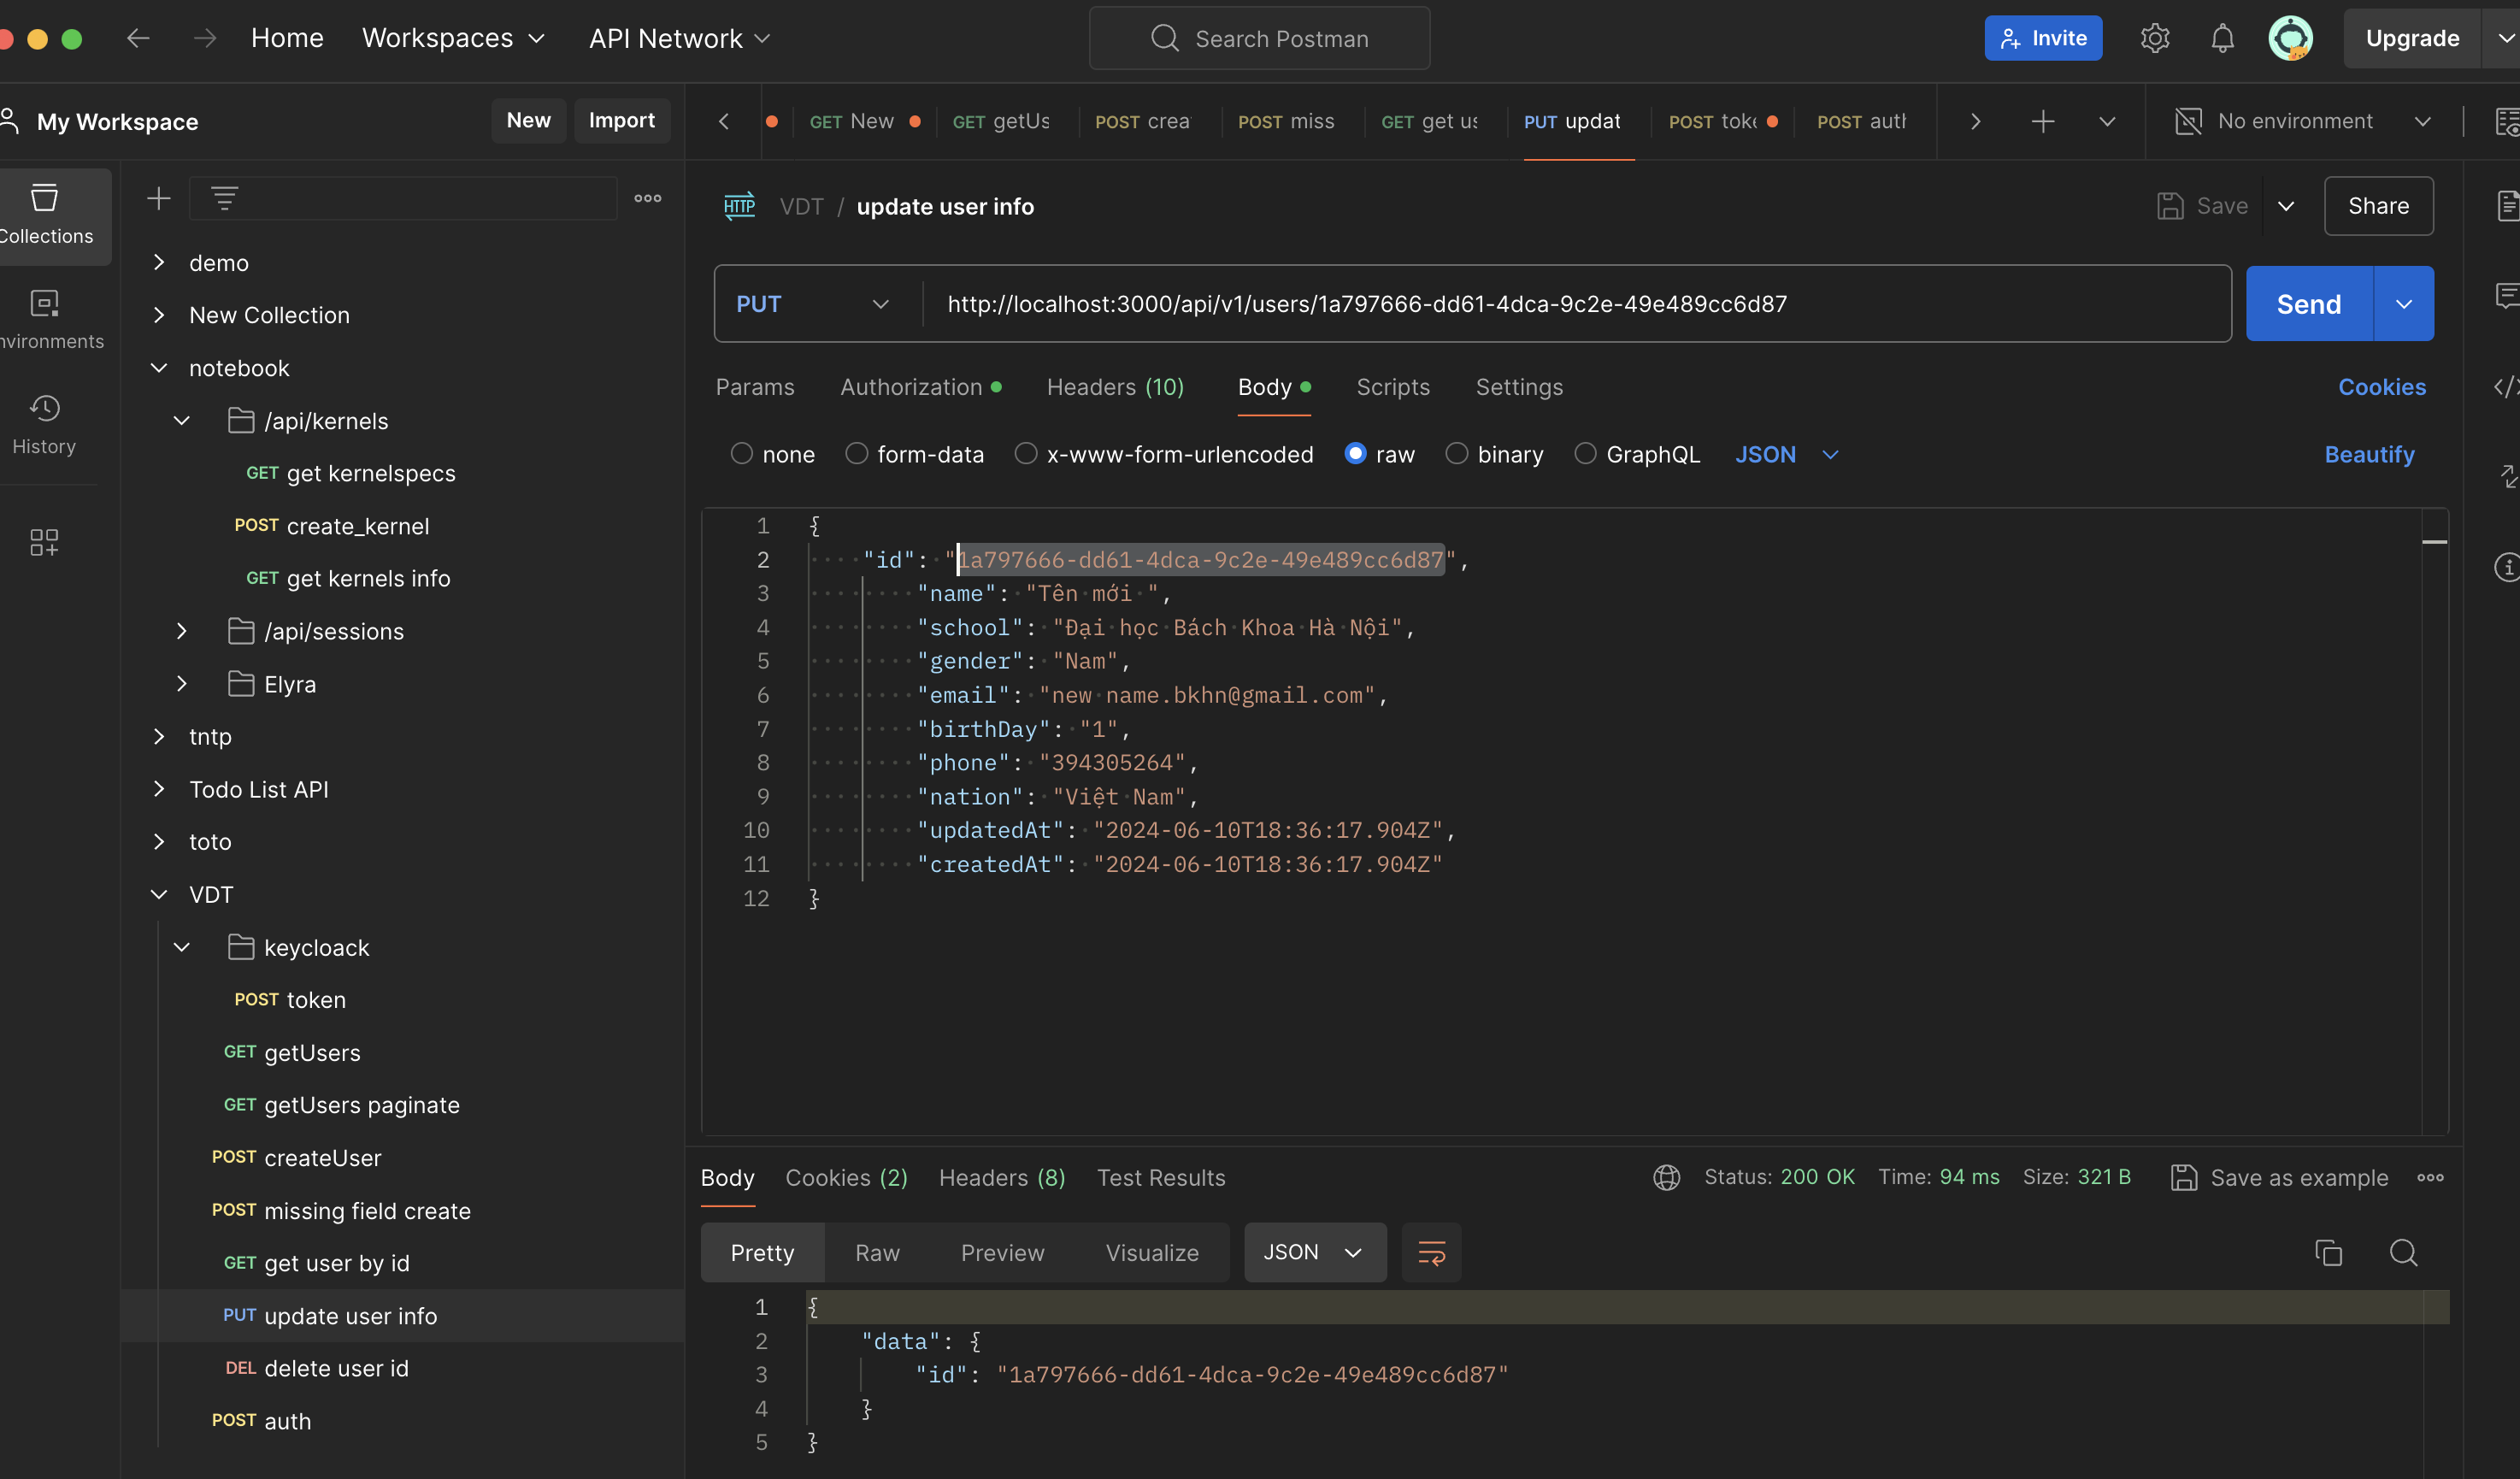 Home Workspaces API Network Search Postman Invite Upgrade
My Workspace New Import
GET New GET getUs POST crea POST miss GET get us PUT updat POST toke POST auth No environment
Collections
nvironments
History
demo
New Collection
notebook
/api/kernels
GET get kernelspecs
POST create_kernel
GET get kernels info
/api/sessions
Elyra
tntp
Todo List API
toto
VDT
keycloack
POST token
GET getUsers
GET getUsers paginate
POST createUser
POST missing field create
GET get user by id
PUT update user info
DEL delete user id
POST auth
HTTP VDT / update user info Save Share
PUT http://localhost:3000/api/v1/users/1a797666-dd61-4dca-9c2e-49e489cc6d87 Send
Params Authorization Headers (10) Body Scripts Settings Cookies
none form-data x-www-form-urlencoded raw binary GraphQL JSON Beautify
1 {
2 "id": "1a797666-dd61-4dca-9c2e-49e489cc6d87",
3 "name": "Tên mới ",
4 "school": "Đại học Bách Khoa Hà Nội",
5 "gender": "Nam",
6 "email": "new name.bkhn@gmail.com",
7 "birthDay": "1",
8 "phone": "394305264",
9 "nation": "Việt Nam",
10 "updatedAt": "2024-06-10T18:36:17.904Z",
11 "createdAt": "2024-06-10T18:36:17.904Z"
12 }
Body Cookies (2) Headers (8) Test Results Status: 200 OK Time: 94 ms Size: 321 B Save as example
Pretty Raw Preview Visualize JSON
1 {
2 "data": {
3 "id": "1a797666-dd61-4dca-9c2e-49e489cc6d87"
4 }
5 }